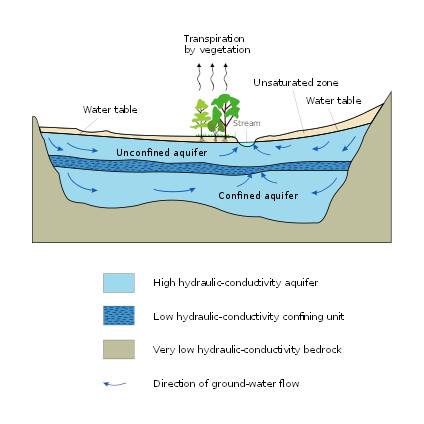 Transpiration
by vegetation
Unsaturated zone
Water table
Water table
Stream
Unconfined aquifer
Confined aquifer
High hydraulic-conductivity aquifer
Low hydraulic-conductivity confining unit
Very low hydraulic-conductivity bedrock
Direction of ground-water flow